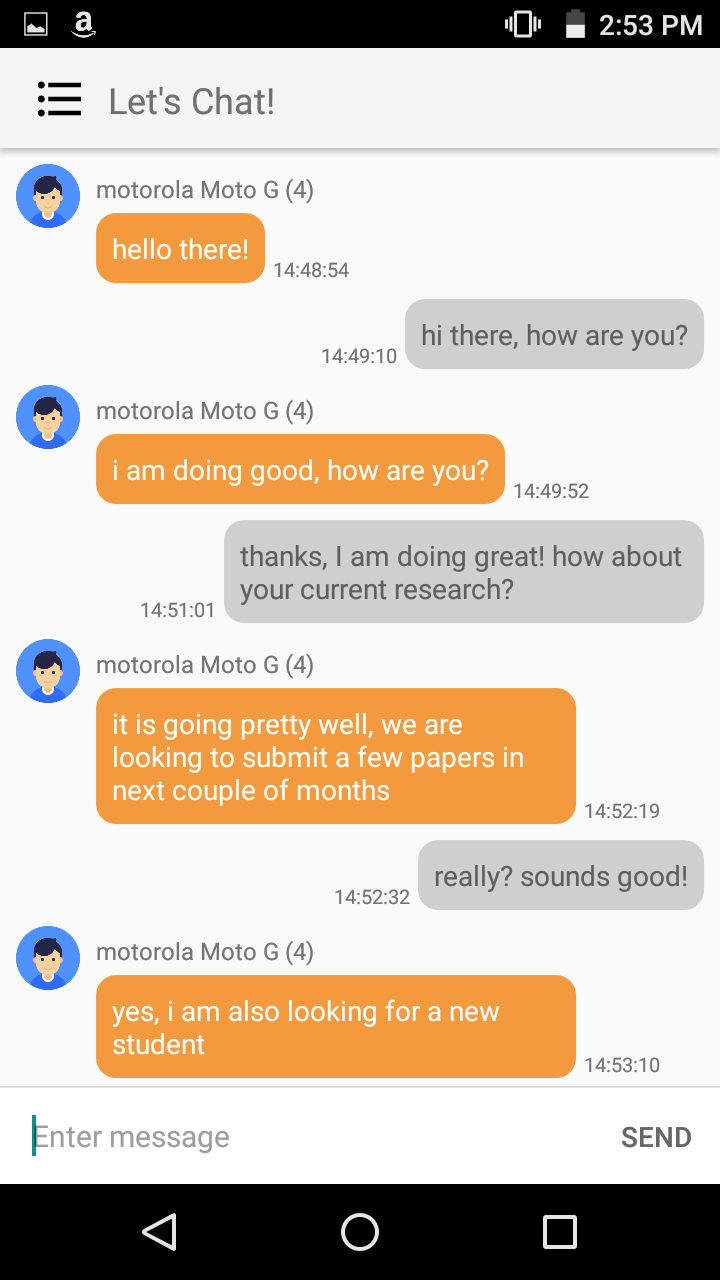 2:53 PM
Let's Chat!
motorola Moto G (4)
hello there!
14:48:54
hi there, how are you?
14:49:10
motorola Moto G (4)
i am doing good, how are you?
14:49:52
thanks, I am doing great! how about
your current research?
14:51:01
motorola Moto G (4)
it is going pretty well, we are
looking to submit a few papers in
next couple of months
14:52:19
really? sounds good!
14:52:32
motorola Moto G (4)
yes, i am also looking for a new
student
14:53:10
Enter message
SEND